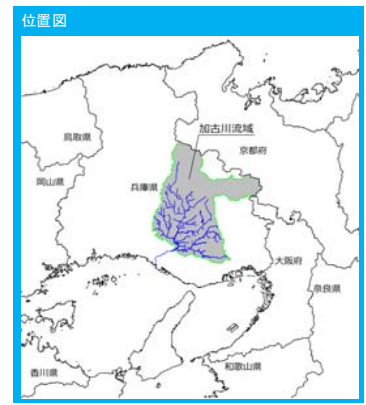 位置図
加古川流域
鳥取県
京都府
岡山県
兵庫県
大阪府
奈良県
和歌山県
香川県